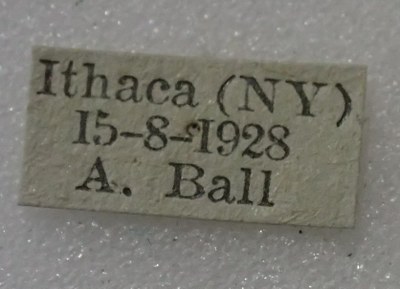 Ithaca (NY)
15-8-1928
A. Ball